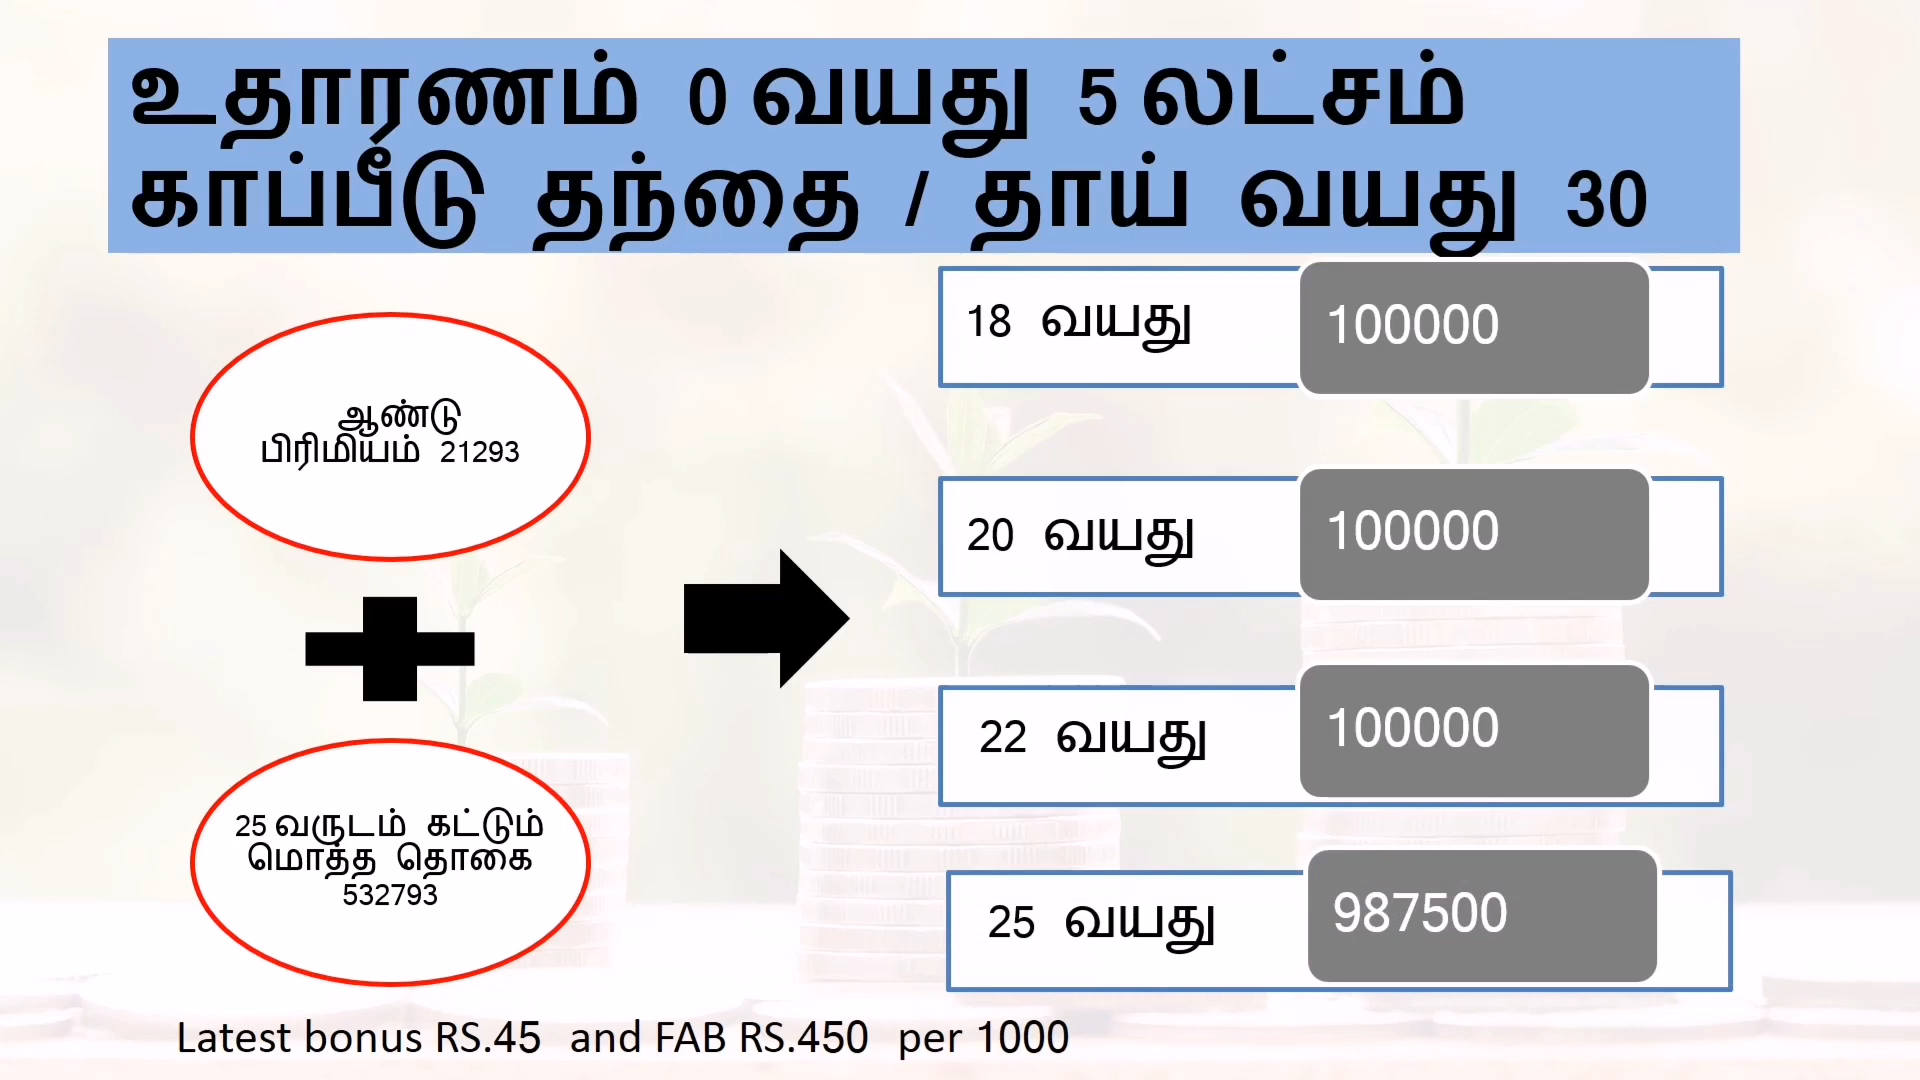 உதாரணம் 0 வயது 5 லட்சம்
காப்பீடு தந்தை / தாய் வயது 30
ஆண்டு
பிரிமியம் 21293
25 வருடம் கட்டும்
மொத்த தொகை
532793
18 வயது 100000
20 வயது 100000
22 வயது 100000
25 வயது 987500
Latest bonus RS.45 and FAB RS.450 per 1000